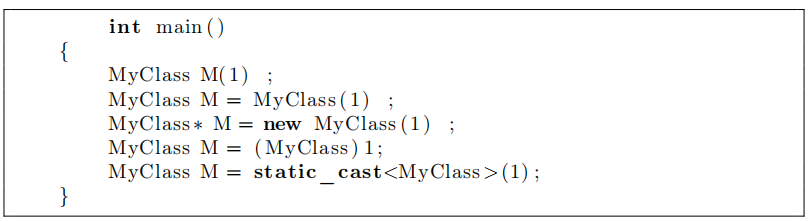 int main()
{
MyClass M(1) ;
MyClass M = MyClass(1) ;
MyClass* M = new MyClass(1) ;
MyClass M = (MyClass)1;
MyClass M = static_cast<MyClass>(1);
}